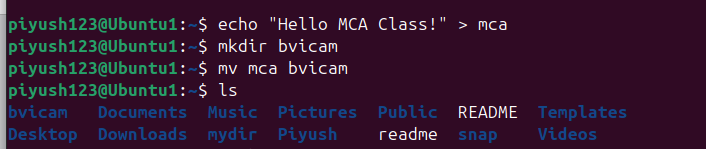 piyush123@Ubuntu1:~$ echo "Hello MCA Class!" > mca
piyush123@Ubuntu1:~$ mkdir bvicam
piyush123@Ubuntu1:~$ mv mca bvicam
piyush123@Ubuntu1:~$ ls
bvicam   Documents  Music  Pictures  Public  README  Templates
Desktop  Downloads  mydir  Piyush    readme  snap    Videos